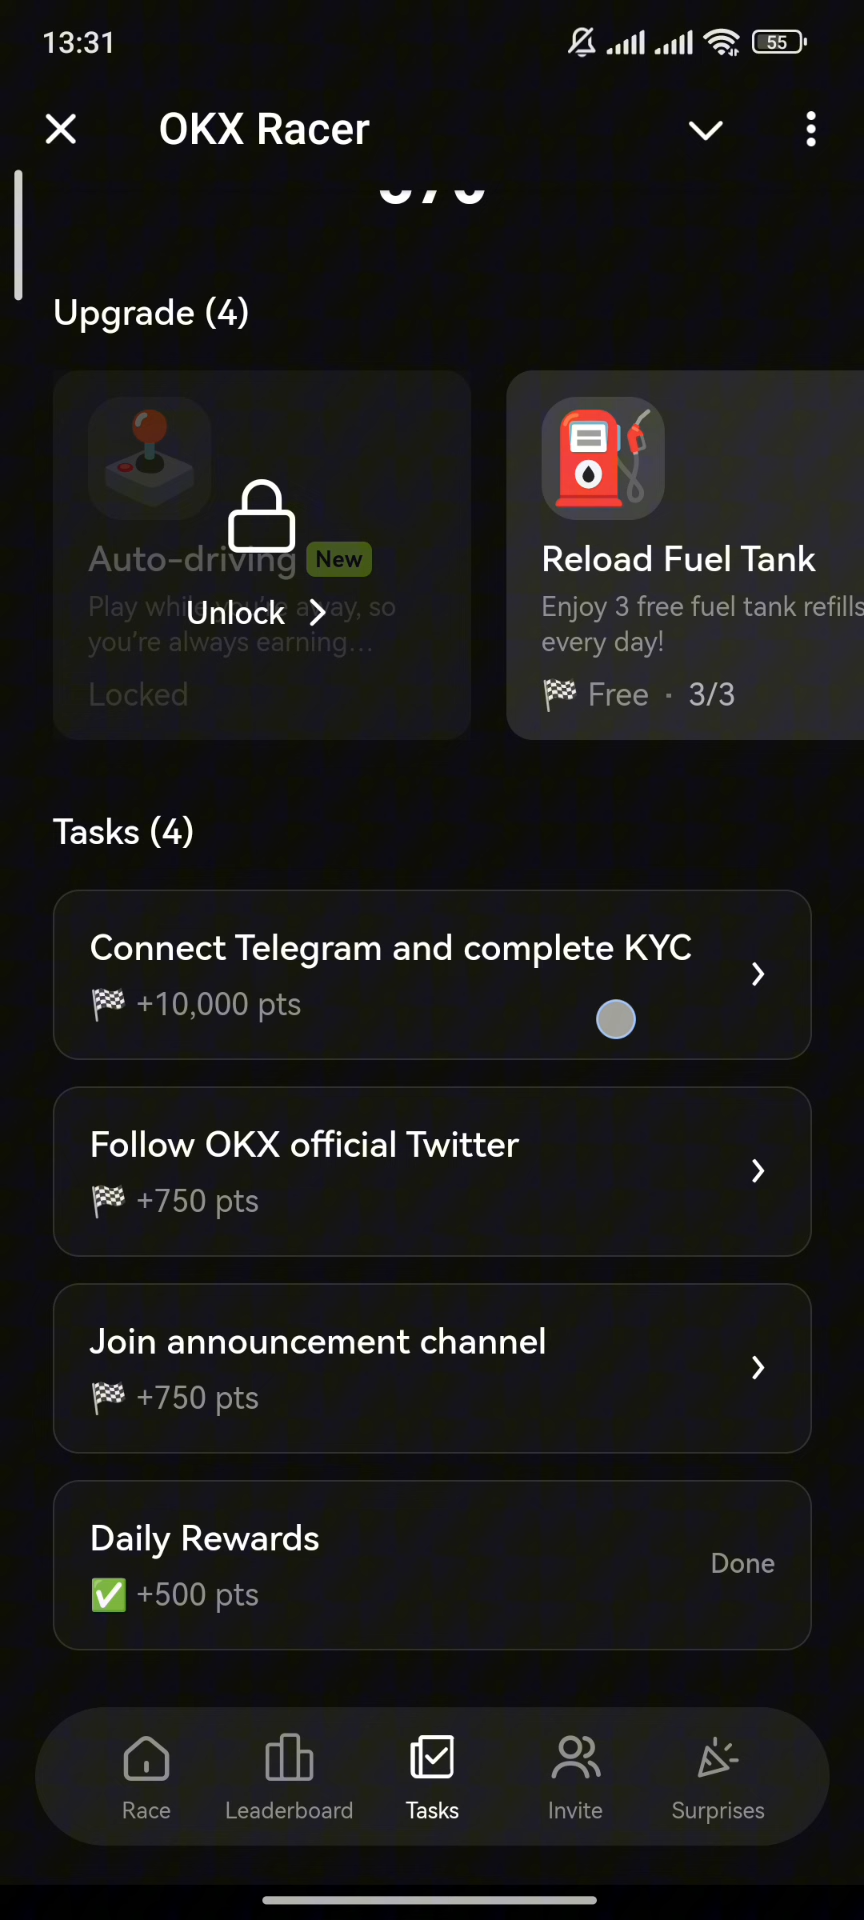 13:31
55
OKX Racer
Upgrade (4)
Auto-driving New
Play while you're away, so
you're always earning...
Unlock
Locked
Reload Fuel Tank
Enjoy 3 free fuel tank refills
every day!
Free · 3/3
Tasks (4)
Connect Telegram and complete KYC
+10,000 pts
Follow OKX official Twitter
+750 pts
Join announcement channel
+750 pts
Daily Rewards
+500 pts
Done
Race
Leaderboard
Tasks
Invite
Surprises